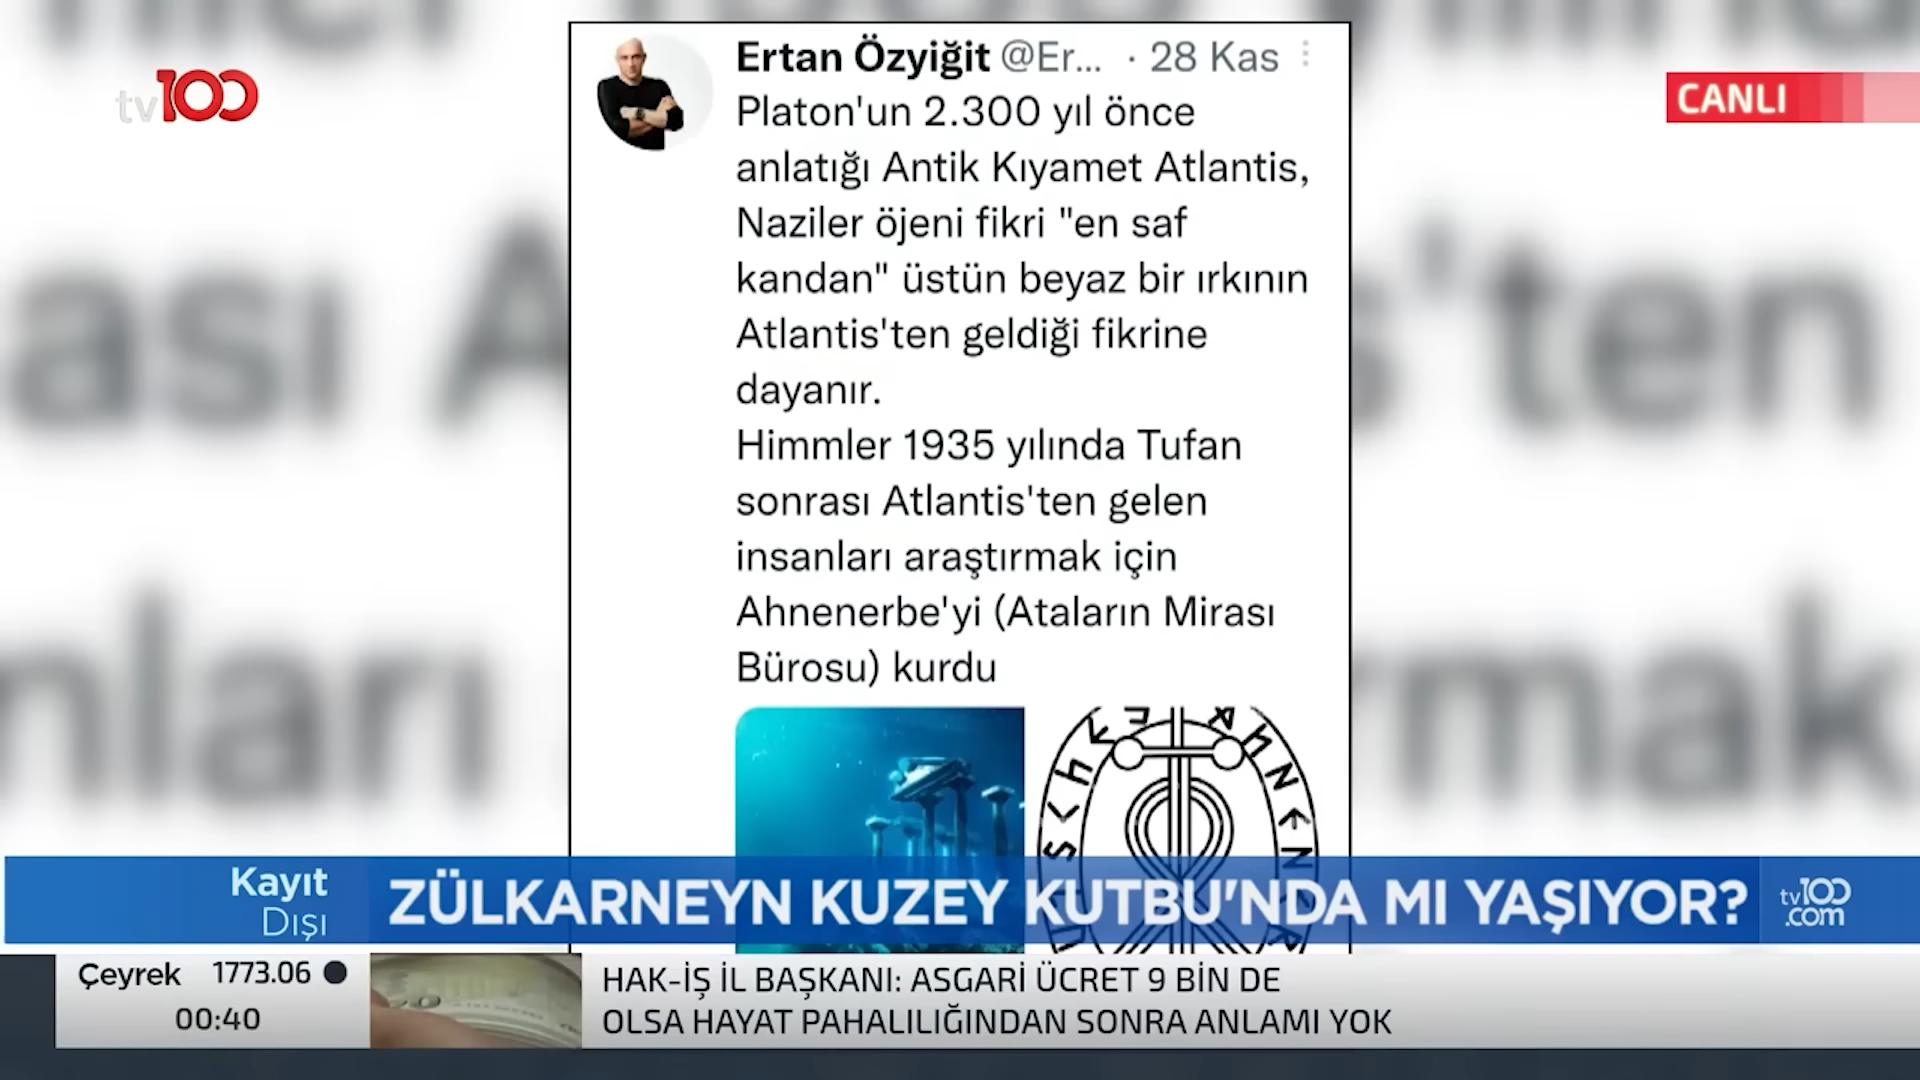 tv100
CANLI
Ertan Özyiğit @Er... · 28 Kas
Platon'un 2.300 yıl önce
anlatığı Antik Kıyamet Atlantis,
Naziler öjeni fikri "en saf
kandan" üstün beyaz bir ırkının
Atlantis'ten geldiği fikrine
dayanır.
Himmler 1935 yılında Tufan
sonrası Atlantis'ten gelen
insanları araştırmak için
Ahnenerbe'yi (Ataların Mirası
Bürosu) kurdu
Kayıt
Dışı
ZÜLKARNEYN KUZEY KUTBU'NDA MI YAŞIYOR?
tv100
.com
Çeyrek 1773.06
00:40
HAK-İŞ İL BAŞKANI: ASGARİ ÜCRET 9 BİN DE
OLSA HAYAT PAHALILIĞINDAN SONRA ANLAMI YOK